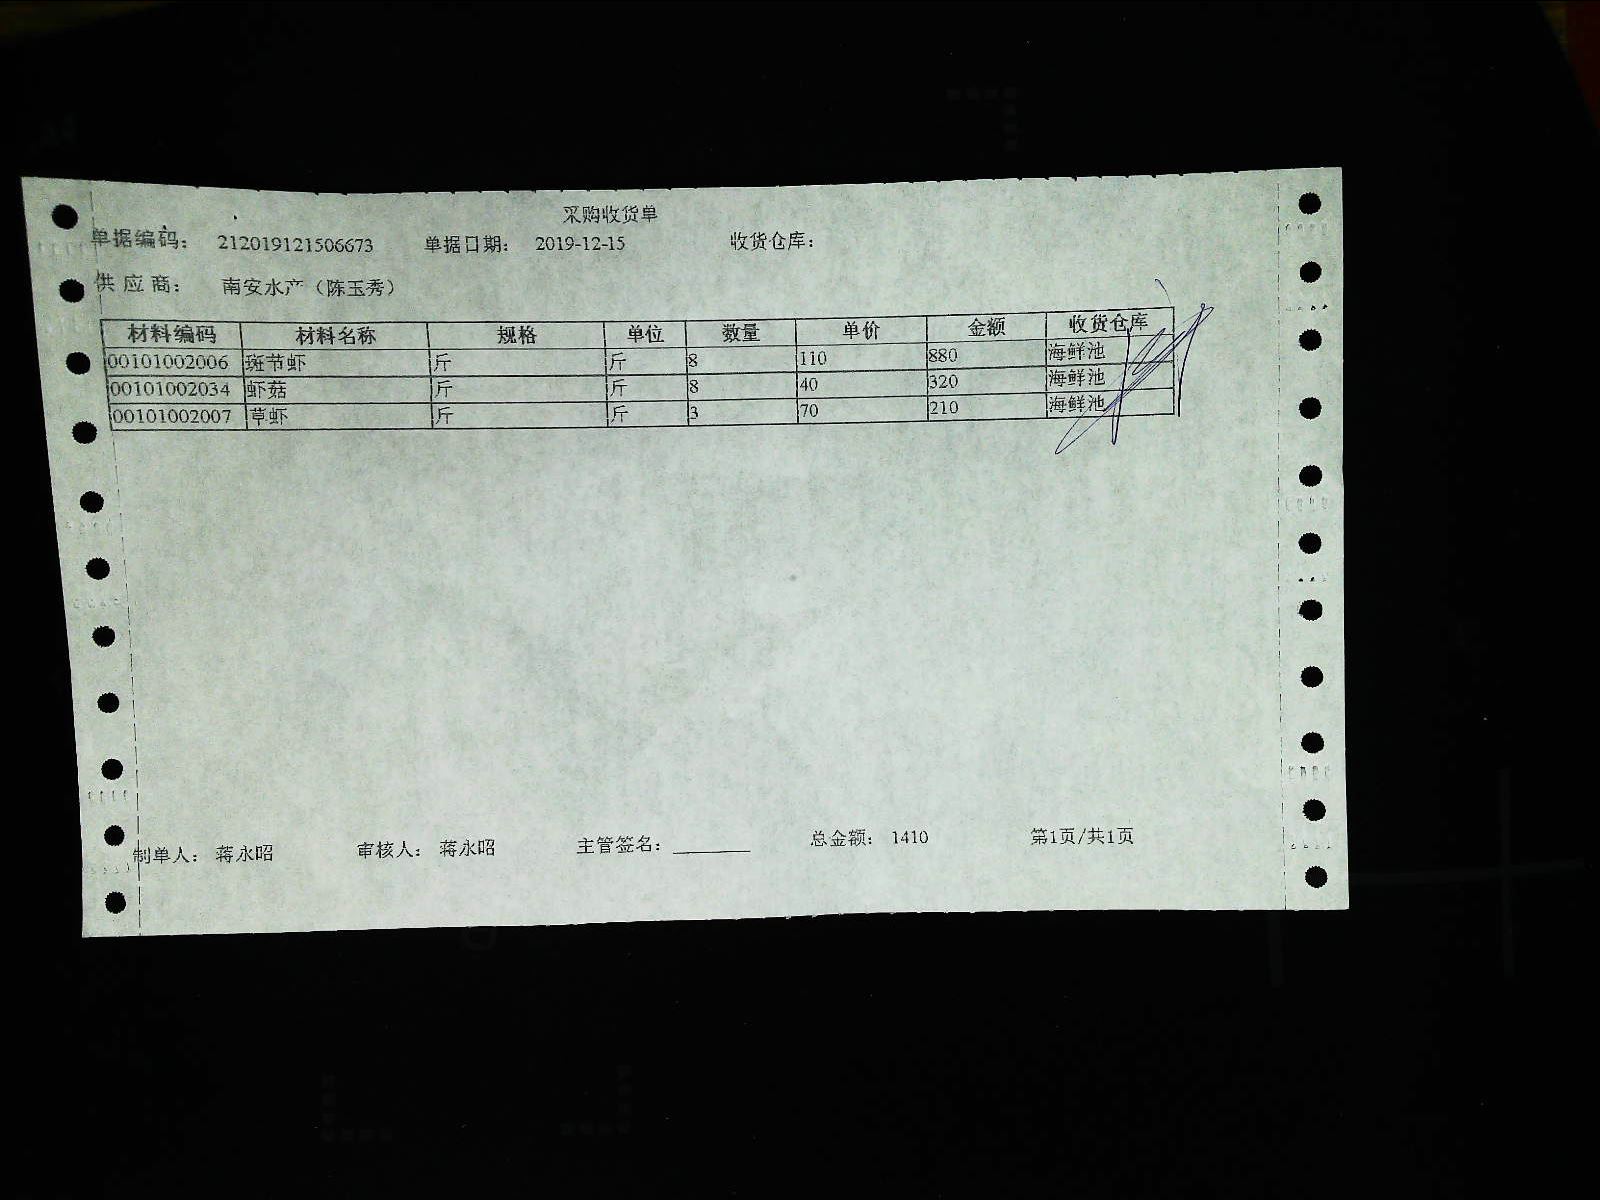 采购收货单
单据编码： 212019121506673 单据日期： 2019-12-15 收货仓库：
供应商： 南安水产（陈玉秀）
材料编码 材料名称 规格 单位 数量 单价 金额 收货仓库
00101002006 斑节虾 斤 斤 8 110 880 海鲜池
00101002034 虾菇 斤 斤 8 40 320 海鲜池
00101002007 草虾 斤 斤 3 70 210 海鲜池
制单人： 蒋永昭 审核人： 蒋永昭 主管签名： 总金额： 1410 第1页/共1页